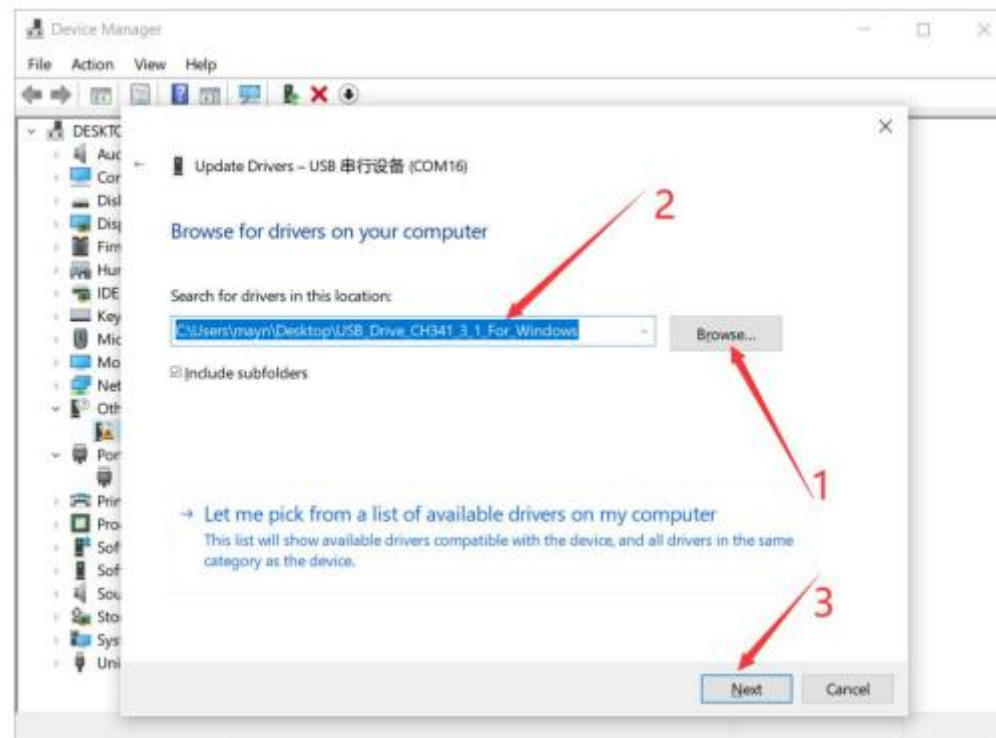 Device Manager
File Action View Help
DESKTC
Auc
Cor
Disl
Disp
Firn
Hur
IDE
Key
Mic
Mo
Net
Oth
Por
Prir
Pro
Sof
Sof
Sou
Sto
Sys
Uni
← Update Drivers – USB 串行设备 (COM16)
Browse for drivers on your computer
2
Search for drivers in this location:
C:\Users\mayn\Desktop\USB_Drive_CH341_3_1_For_Windows
Browse...
Include subfolders
1
→ Let me pick from a list of available drivers on my computer
This list will show available drivers compatible with the device, and all drivers in the same
category as the device.
3
Next Cancel